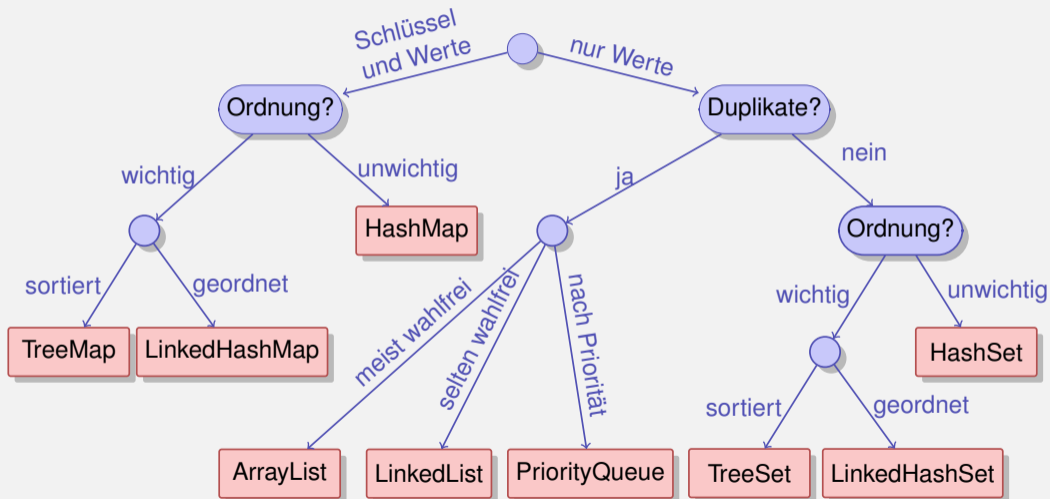 Schlüssel
und Werte
nur Werte
Ordnung?
Duplikate?
wichtig
unwichtig
ja
nein
HashMap
Ordnung?
sortiert
geordnet
meist wahlfrei
selten wahlfrei
nach Priorität
wichtig
unwichtig
TreeMap
LinkedHashMap
HashSet
sortiert
geordnet
ArrayList
LinkedList
PriorityQueue
TreeSet
LinkedHashSet